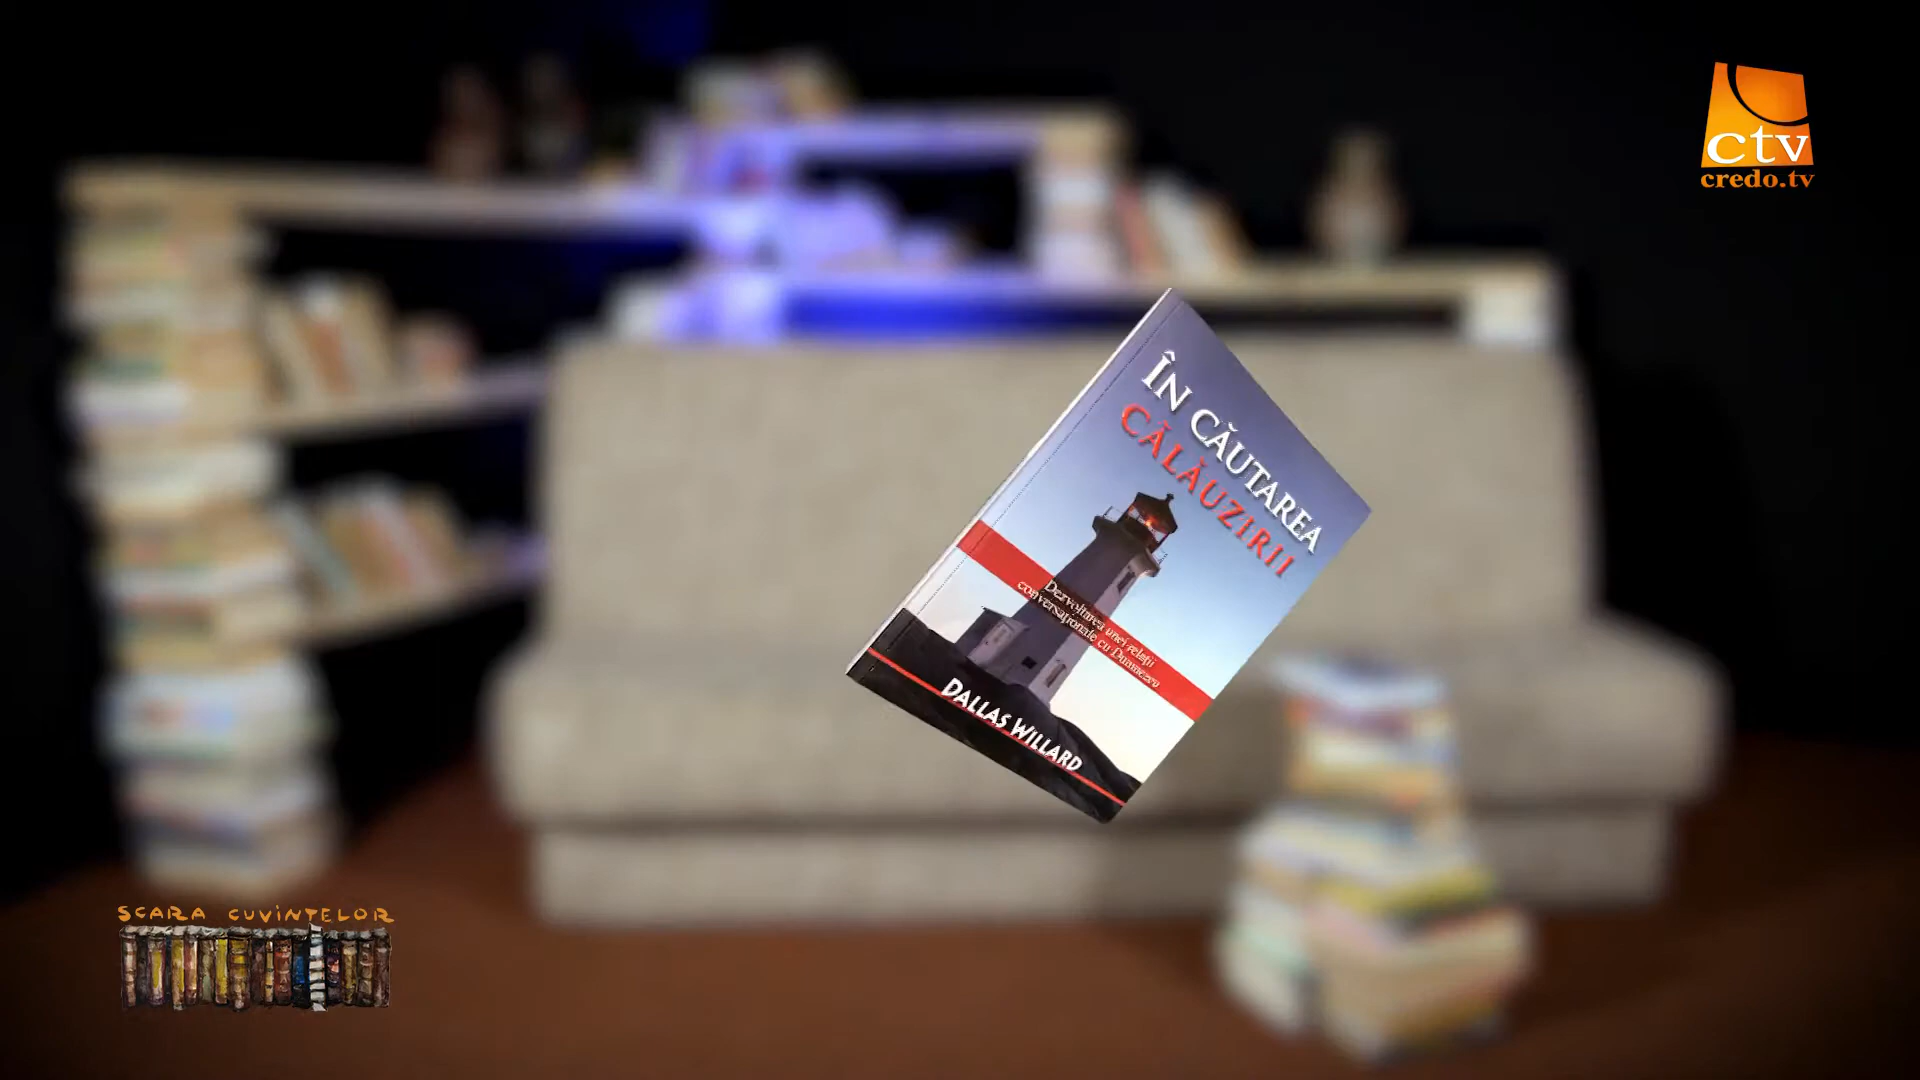 ctv
credo.tv
ÎN CĂUTAREA
CĂLĂUZIRII
Dezvoltarea unei relații
conversaționale cu Dumnezeu
DALLAS WILLARD
SCARA CUVINTELOR